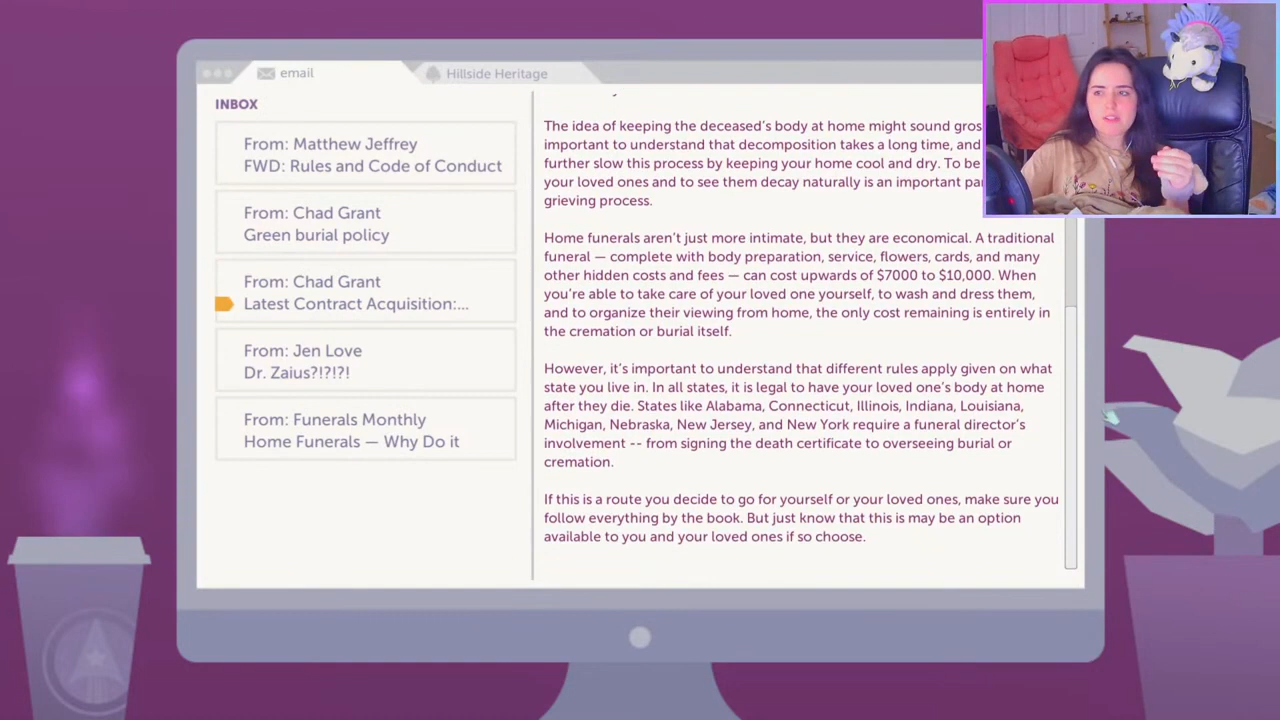 email
Hillside Heritage
INBOX
From: Matthew Jeffrey
FWD: Rules and Code of Conduct
From: Chad Grant
Green burial policy
From: Chad Grant
Latest Contract Acquisition:...
From: Jen Love
Dr. Zaius?!?!?!
From: Funerals Monthly
Home Funerals — Why Do it
The idea of keeping the deceased's body at home might sound
important to understand that decomposition takes a long time, and
further slow this process by keeping your home cool and dry. To be
your loved ones and to see them decay naturally is an important
grieving process.
Home funerals aren't just more intimate, but they are economical. A traditional
funeral — complete with body preparation, service, flowers, cards, and many
other hidden costs and fees — can cost upwards of $7000 to $10,000. When
you're able to take care of your loved one yourself, to wash and dress them,
and to organize their viewing from home, the only cost remaining is entirely in
the cremation or burial itself.
However, it's important to understand that different rules apply given on what
state you live in. In all states, it is legal to have your loved one's body at home
after they die. States like Alabama, Connecticut, Illinois, Indiana, Louisiana,
Michigan, Nebraska, New Jersey, and New York require a funeral director's
involvement -- from signing the death certificate to overseeing burial or
cremation.
If this is a route you decide to go for yourself or your loved ones, make sure you
follow everything by the book. But just know that this is may be an option
available to you and your loved ones if so choose.